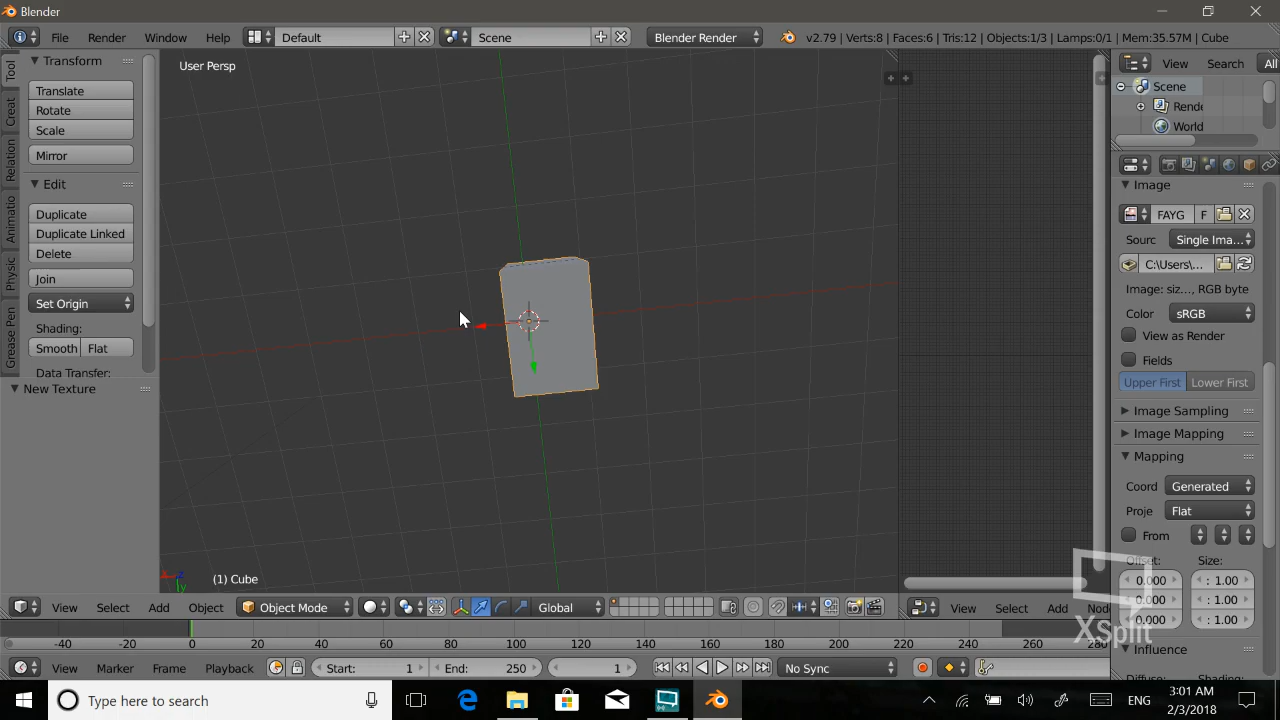 Blender
File Render Window Help Default Scene Blender Render v2.79 | Verts:8 | Faces:6 | Tris:12 | Objects:1/3 | Lamps:0/1 | Mem:35.57M | Cube
Tool
Creat
Relation
Animatio
Physic
Grease Pen
Transform
Translate
Rotate
Scale
Mirror
Edit
Duplicate
Duplicate Linked
Delete
Join
Set Origin
Shading:
Smooth Flat
Data Transfer:
New Texture
User Persp
(1) Cube
View Search All
Scene
Rende
World
Image
FAYG F
Sourc Single Ima...
C:\Users\...
Image: siz..., RGB byte
Color sRGB
View as Render
Fields
Upper First Lower First
Image Sampling
Image Mapping
Mapping
Coord Generated
Proje Flat
From
Offset: Size:
0.000 : 1.00
0.000 : 1.00
0.000 : 1.00
XSplit
Influence
View Select Add Object Object Mode Global
View Select Add
-40 -20 0 20 40 60 80 100 120 140 160 180 200 220 240 260
View Marker Frame Playback Start: 1 End: 250 1 No Sync
Type here to search
ENG
3:01 AM
2/3/2018